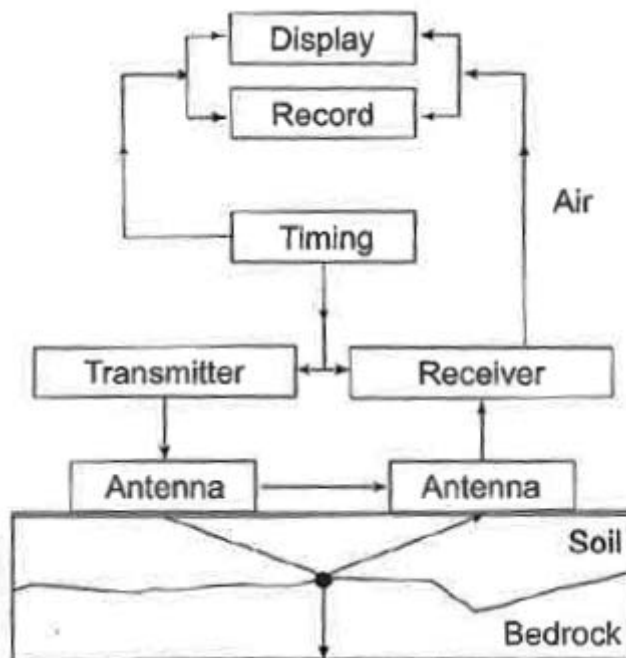 Display
Record
Air
Timing
Transmitter
Receiver
Antenna
Antenna
Soil
Bedrock